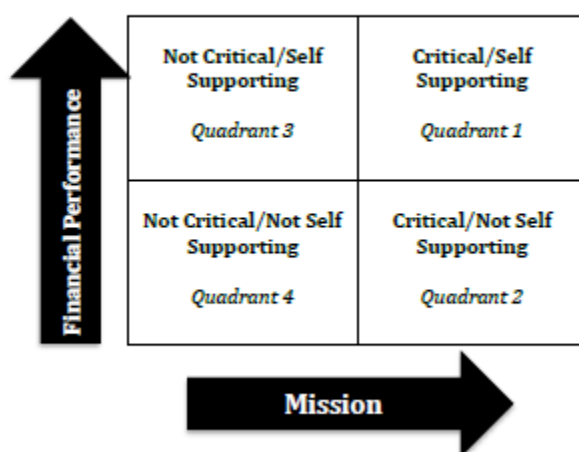 Financial Performance
Not Critical/Self
Supporting
Quadrant 3
Critical/Self
Supporting
Quadrant 1
Not Critical/Not Self
Supporting
Quadrant 4
Critical/Not Self
Supporting
Quadrant 2
Mission